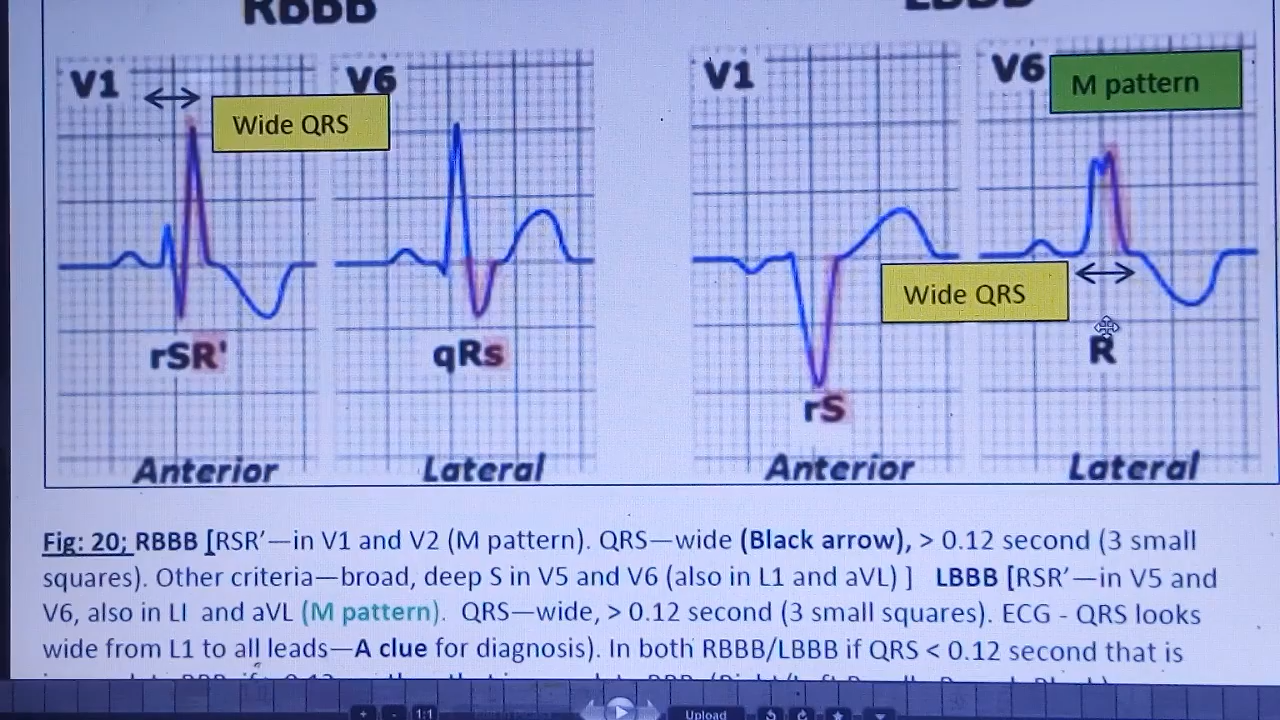 RBBB LBBB
V1 V6 V1 V6 M pattern
Wide QRS
Wide QRS
rSR' qRs rS R
Anterior Lateral Anterior Lateral
Fig: 20; RBBB [RSR’—in V1 and V2 (M pattern). QRS—wide (Black arrow), > 0.12 second (3 small
squares). Other criteria—broad, deep S in V5 and V6 (also in L1 and aVL) ] LBBB [RSR’—in V5 and
V6, also in LI and aVL (M pattern). QRS—wide, > 0.12 second (3 small squares). ECG - QRS looks
wide from L1 to all leads—A clue for diagnosis). In both RBBB/LBBB if QRS < 0.12 second that is
+ - 1:1 Upload